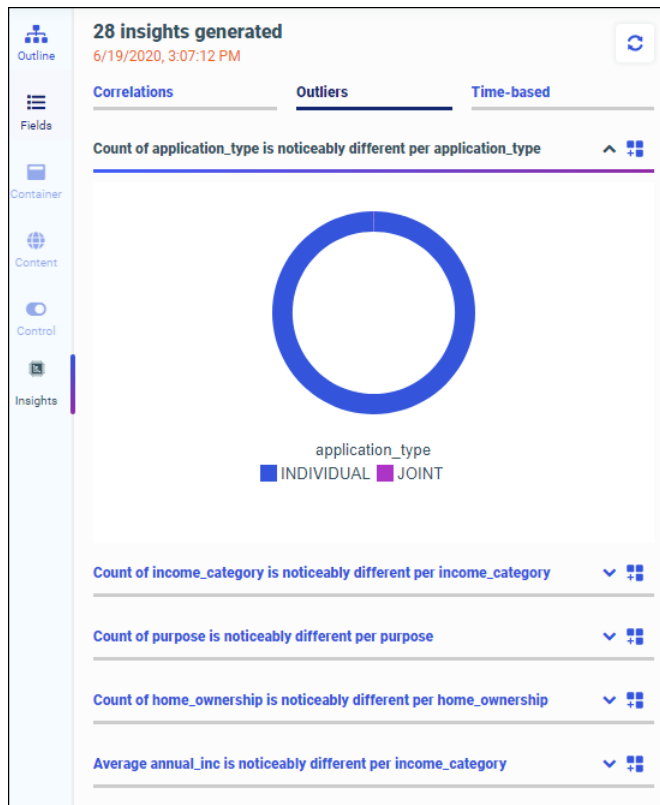 Outline
Fields
Container
Content
Control
Insights
28 insights generated
6/19/2020, 3:07:12 PM
Correlations
Outliers
Time-based
Count of application_type is noticeably different per application_type
application_type
INDIVIDUAL JOINT
Count of income_category is noticeably different per income_category
Count of purpose is noticeably different per purpose
Count of home_ownership is noticeably different per home_ownership
Average annual_inc is noticeably different per income_category